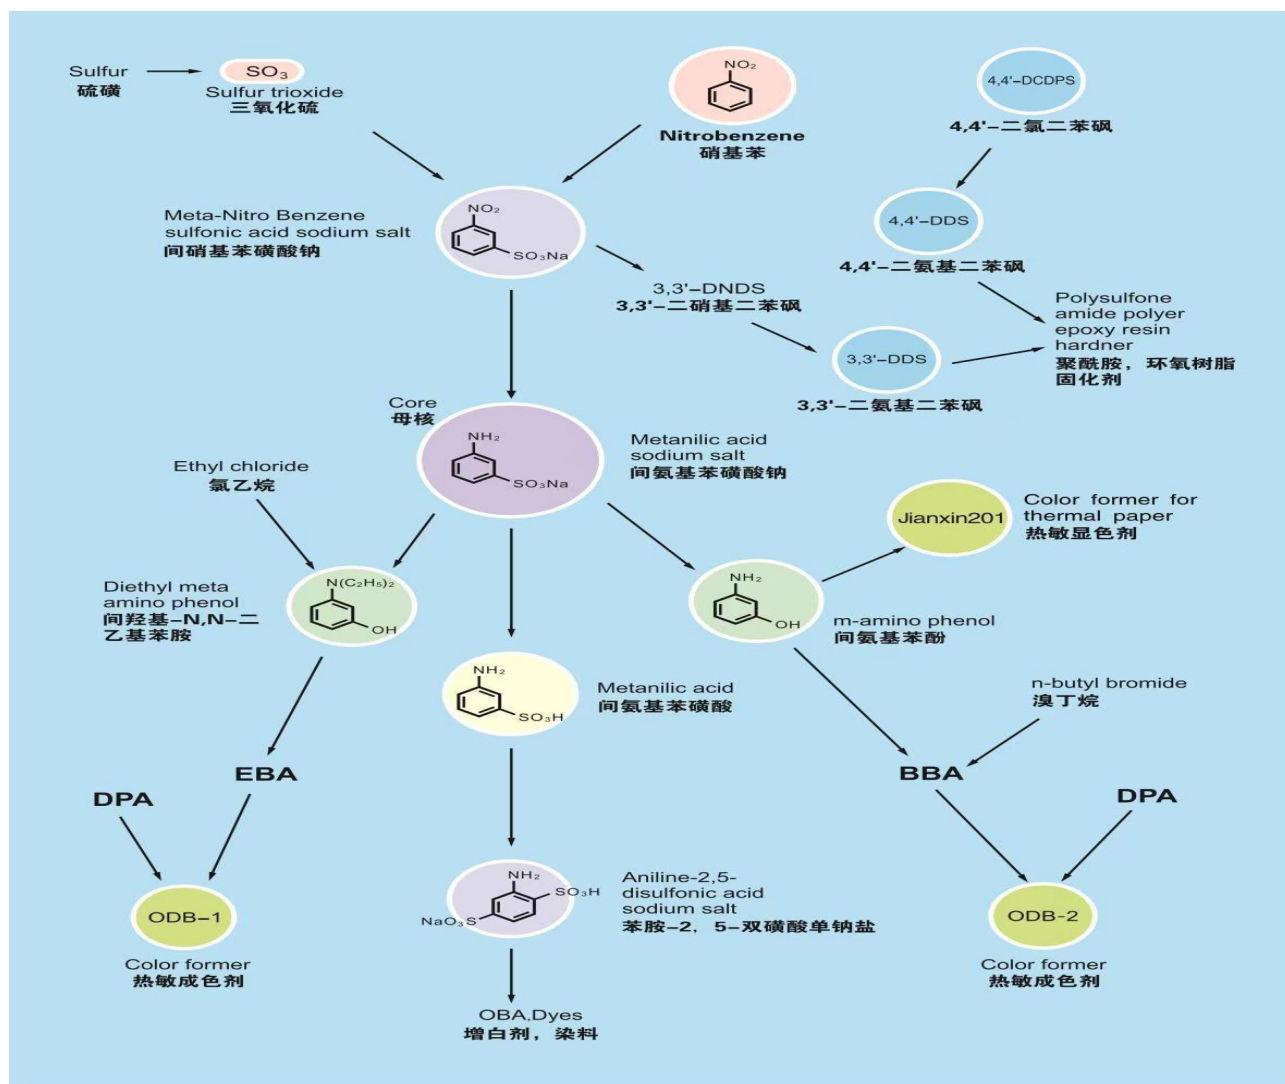 Sulfur
硫磺
SO₃
Sulfur trioxide
三氧化硫
NO₂
Nitrobenzene
硝基苯
4,4'-DCDPS
4,4'-二氯二苯砜
Meta-Nitro Benzene
sulfonic acid sodium salt
间硝基苯磺酸钠
NO₂
SO₃Na
4,4'-DDS
4,4'-二氨基二苯砜
3,3'-DNDS
3,3'-二硝基二苯砜
3,3'-DDS
3,3'-二氨基二苯砜
Polysulfone
amide polyer
epoxy resin
hardner
聚酰胺，环氧树脂
固化剂
Core
母核
NH₂
SO₃Na
Metanilic acid
sodium salt
间氨基苯磺酸钠
Ethyl chloride
氯乙烷
Jianxin201
Color former for
thermal paper
热敏显色剂
Diethyl meta
amino phenol
间羟基-N,N-二
乙基苯胺
N(C₂H₅)₂
OH
NH₂
OH
m-amino phenol
间氨基苯酚
NH₂
SO₃H
Metanilic acid
间氨基苯磺酸
n-butyl bromide
溴丁烷
EBA
DPA
BBA
DPA
NH₂
SO₃H
NaO₃S
Aniline-2,5-
disulfonic acid
sodium salt
苯胺-2，5-双磺酸单钠盐
ODB-1
Color former
热敏成色剂
ODB-2
Color former
热敏成色剂
OBA,Dyes
增白剂，染料